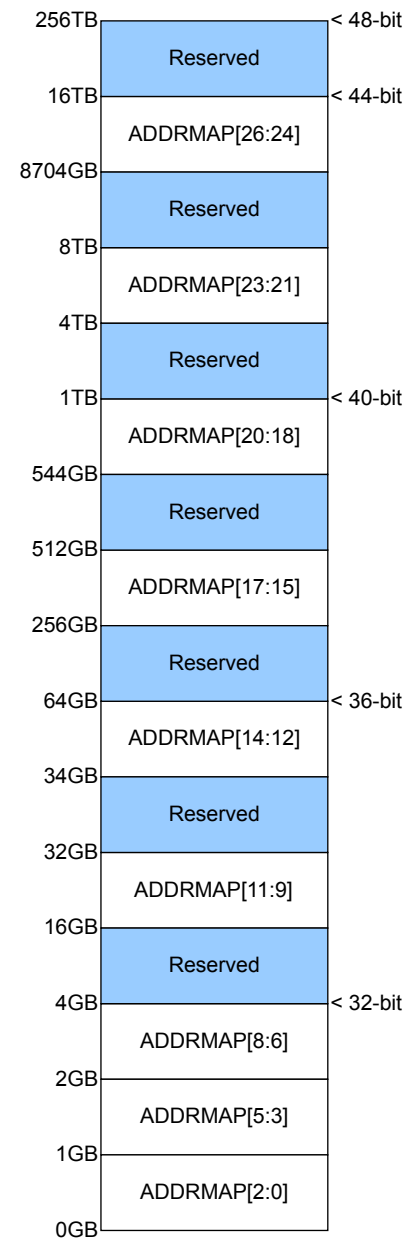 256TB < 48-bit
Reserved
16TB < 44-bit
ADDRMAP[26:24]
8704GB
Reserved
8TB
ADDRMAP[23:21]
4TB
Reserved
1TB < 40-bit
ADDRMAP[20:18]
544GB
Reserved
512GB
ADDRMAP[17:15]
256GB
Reserved
64GB < 36-bit
ADDRMAP[14:12]
34GB
Reserved
32GB
ADDRMAP[11:9]
16GB
Reserved
4GB < 32-bit
ADDRMAP[8:6]
2GB
ADDRMAP[5:3]
1GB
ADDRMAP[2:0]
0GB